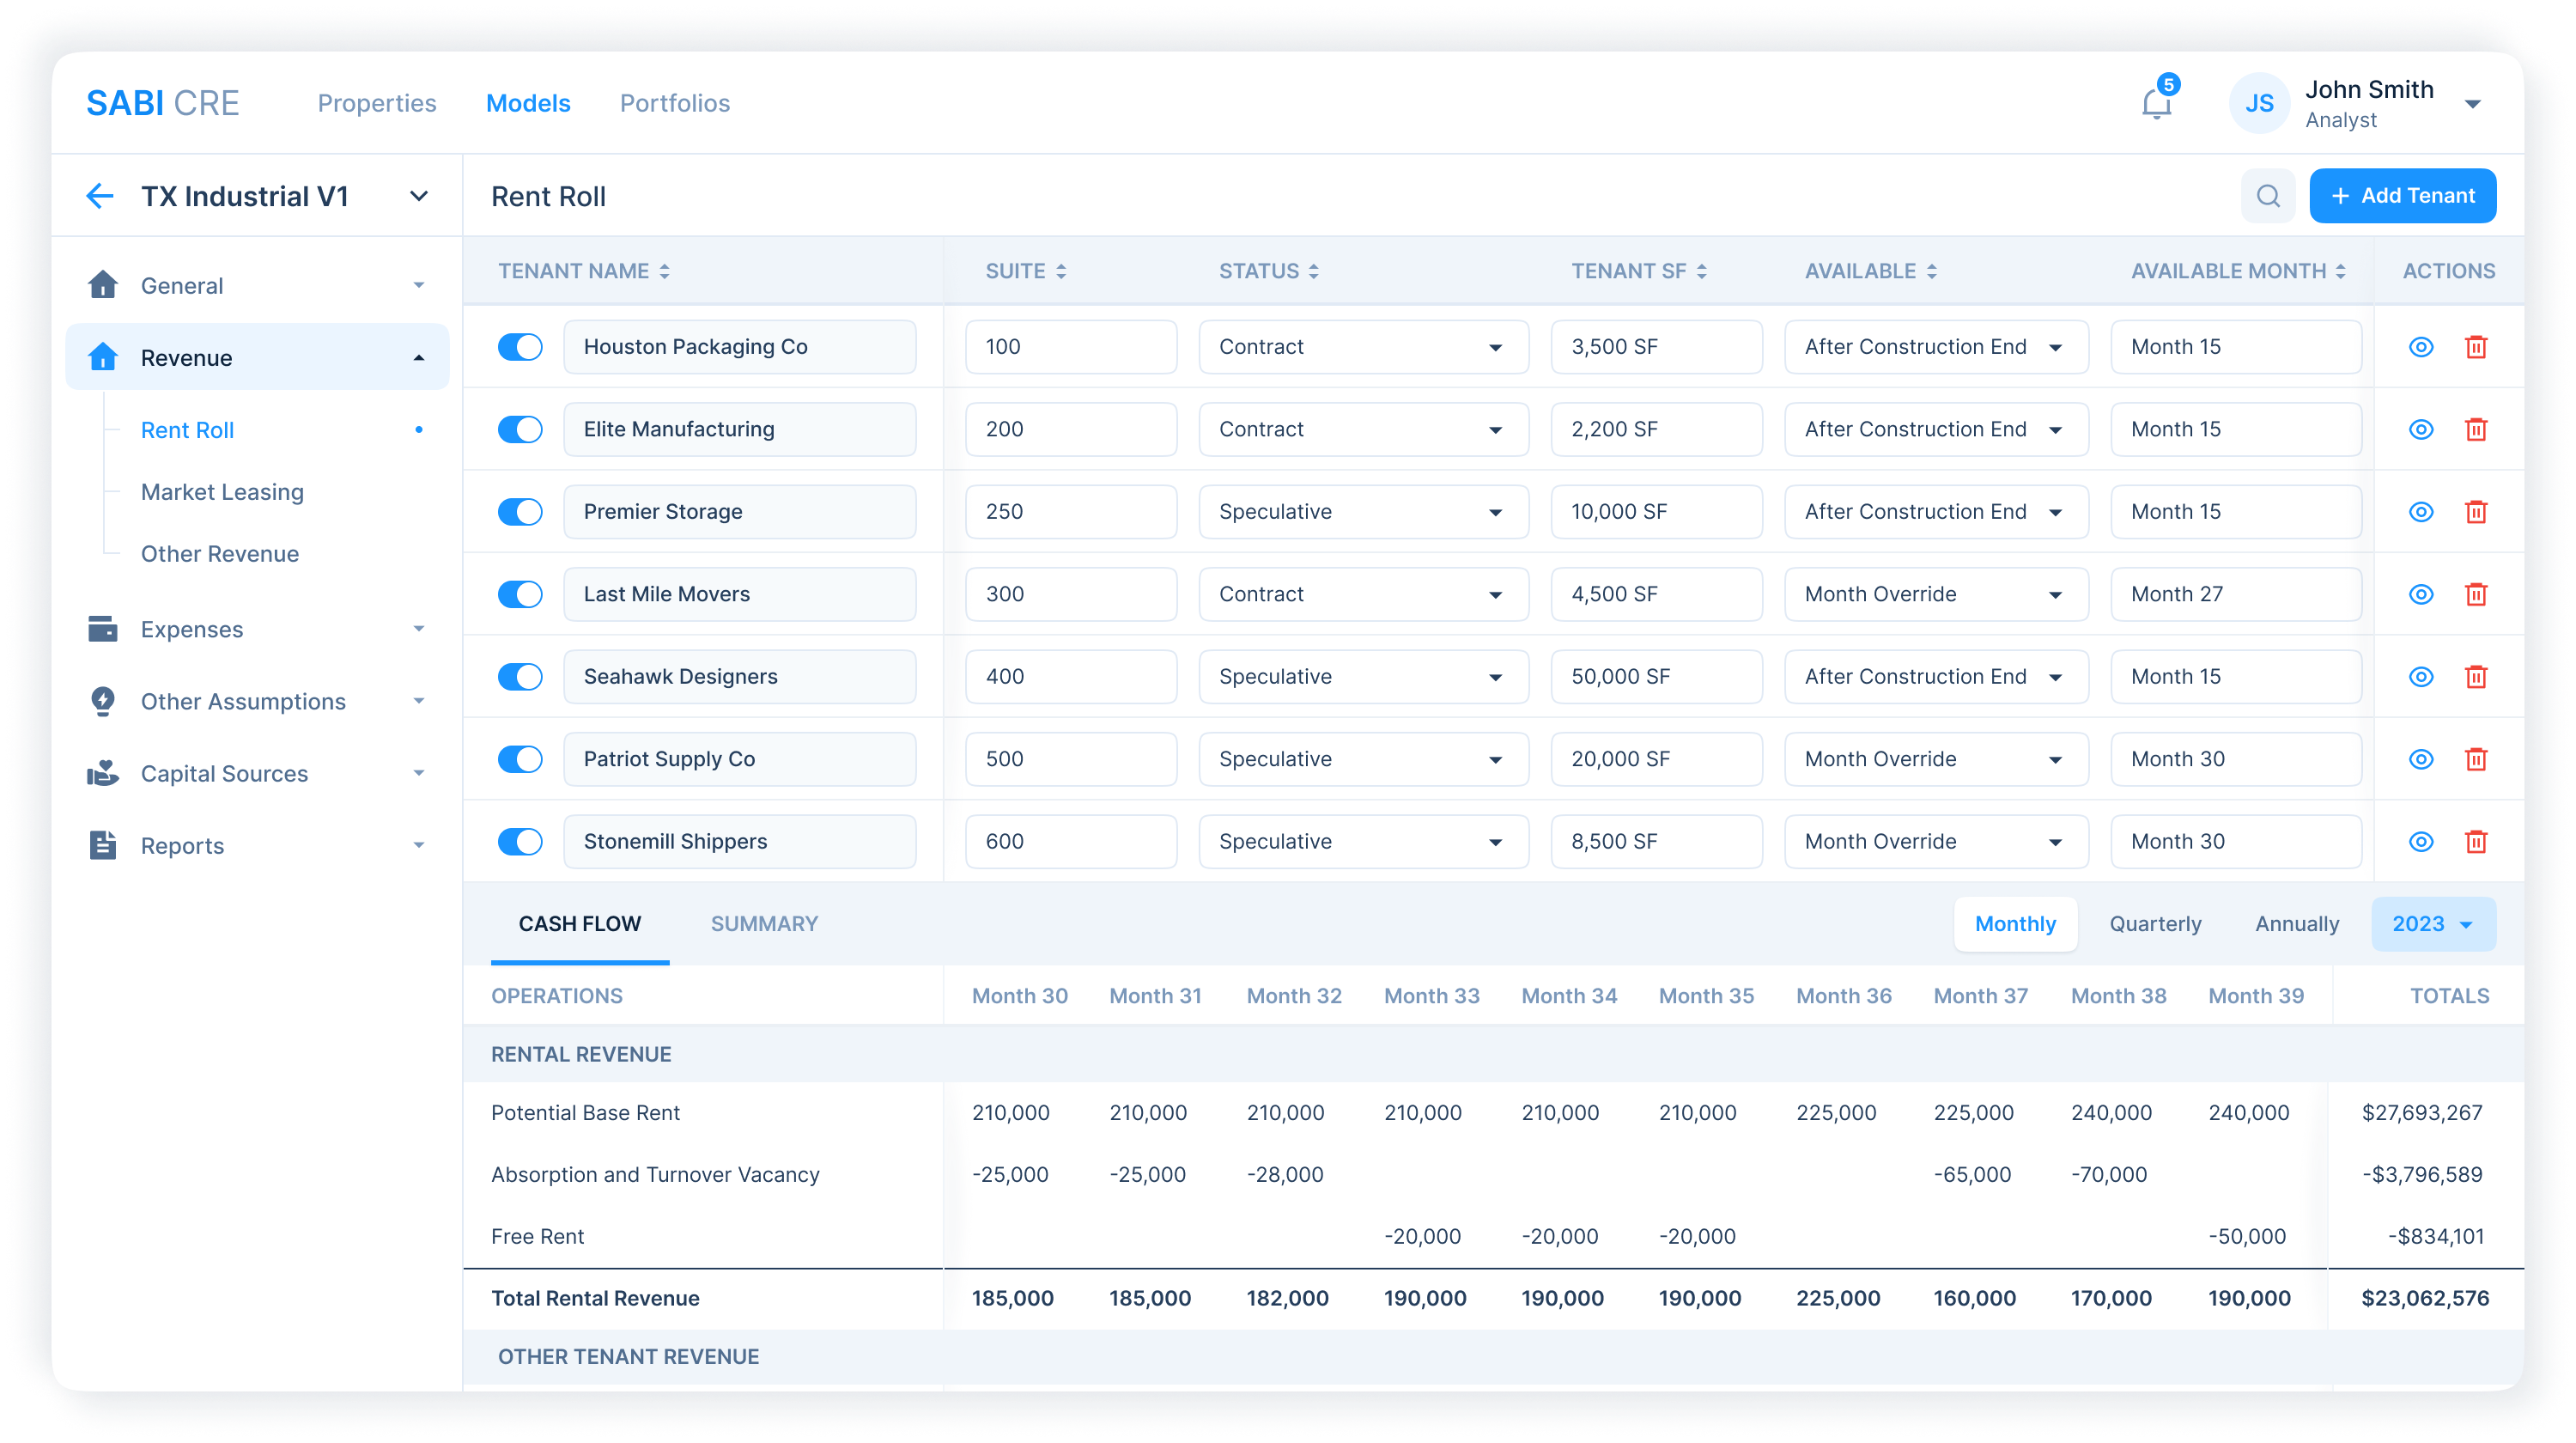 SABI CRE Properties Models Portfolios 5 JS John Smith
Analyst
TX Industrial V1 Rent Roll + Add Tenant
General
Revenue
Rent Roll
Market Leasing
Other Revenue
Expenses
Other Assumptions
Capital Sources
Reports
TENANT NAME SUITE STATUS TENANT SF AVAILABLE AVAILABLE MONTH ACTIONS
Houston Packaging Co 100 Contract 3,500 SF After Construction End Month 15
Elite Manufacturing 200 Contract 2,200 SF After Construction End Month 15
Premier Storage 250 Speculative 10,000 SF After Construction End Month 15
Last Mile Movers 300 Contract 4,500 SF Month Override Month 27
Seahawk Designers 400 Speculative 50,000 SF After Construction End Month 15
Patriot Supply Co 500 Speculative 20,000 SF Month Override Month 30
Stonemill Shippers 600 Speculative 8,500 SF Month Override Month 30
CASH FLOW SUMMARY Monthly Quarterly Annually 2023
OPERATIONS Month 30 Month 31 Month 32 Month 33 Month 34 Month 35 Month 36 Month 37 Month 38 Month 39 TOTALS
RENTAL REVENUE
Potential Base Rent 210,000 210,000 210,000 210,000 210,000 210,000 225,000 225,000 240,000 240,000 $27,693,267
Absorption and Turnover Vacancy -25,000 -25,000 -28,000 -65,000 -70,000 -$3,796,589
Free Rent -20,000 -20,000 -20,000 -50,000 -$834,101
Total Rental Revenue 185,000 185,000 182,000 190,000 190,000 190,000 225,000 160,000 170,000 190,000 $23,062,576
OTHER TENANT REVENUE